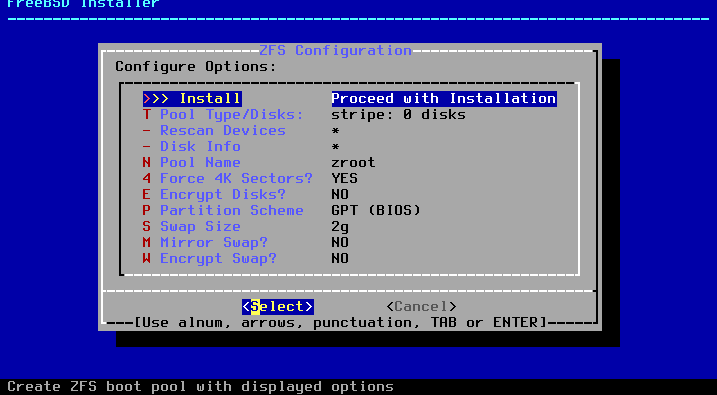 FreeBSD Installer
ZFS Configuration
Configure Options:
>>> Install Proceed with Installation
T Pool Type/Disks: stripe: 0 disks
- Rescan Devices *
- Disk Info *
N Pool Name zroot
4 Force 4K Sectors? YES
E Encrypt Disks? NO
P Partition Scheme GPT (BIOS)
S Swap Size 2g
M Mirror Swap? NO
W Encrypt Swap? NO
<Select> <Cancel>
[Use alnum, arrows, punctuation, TAB or ENTER]
Create ZFS boot pool with displayed options